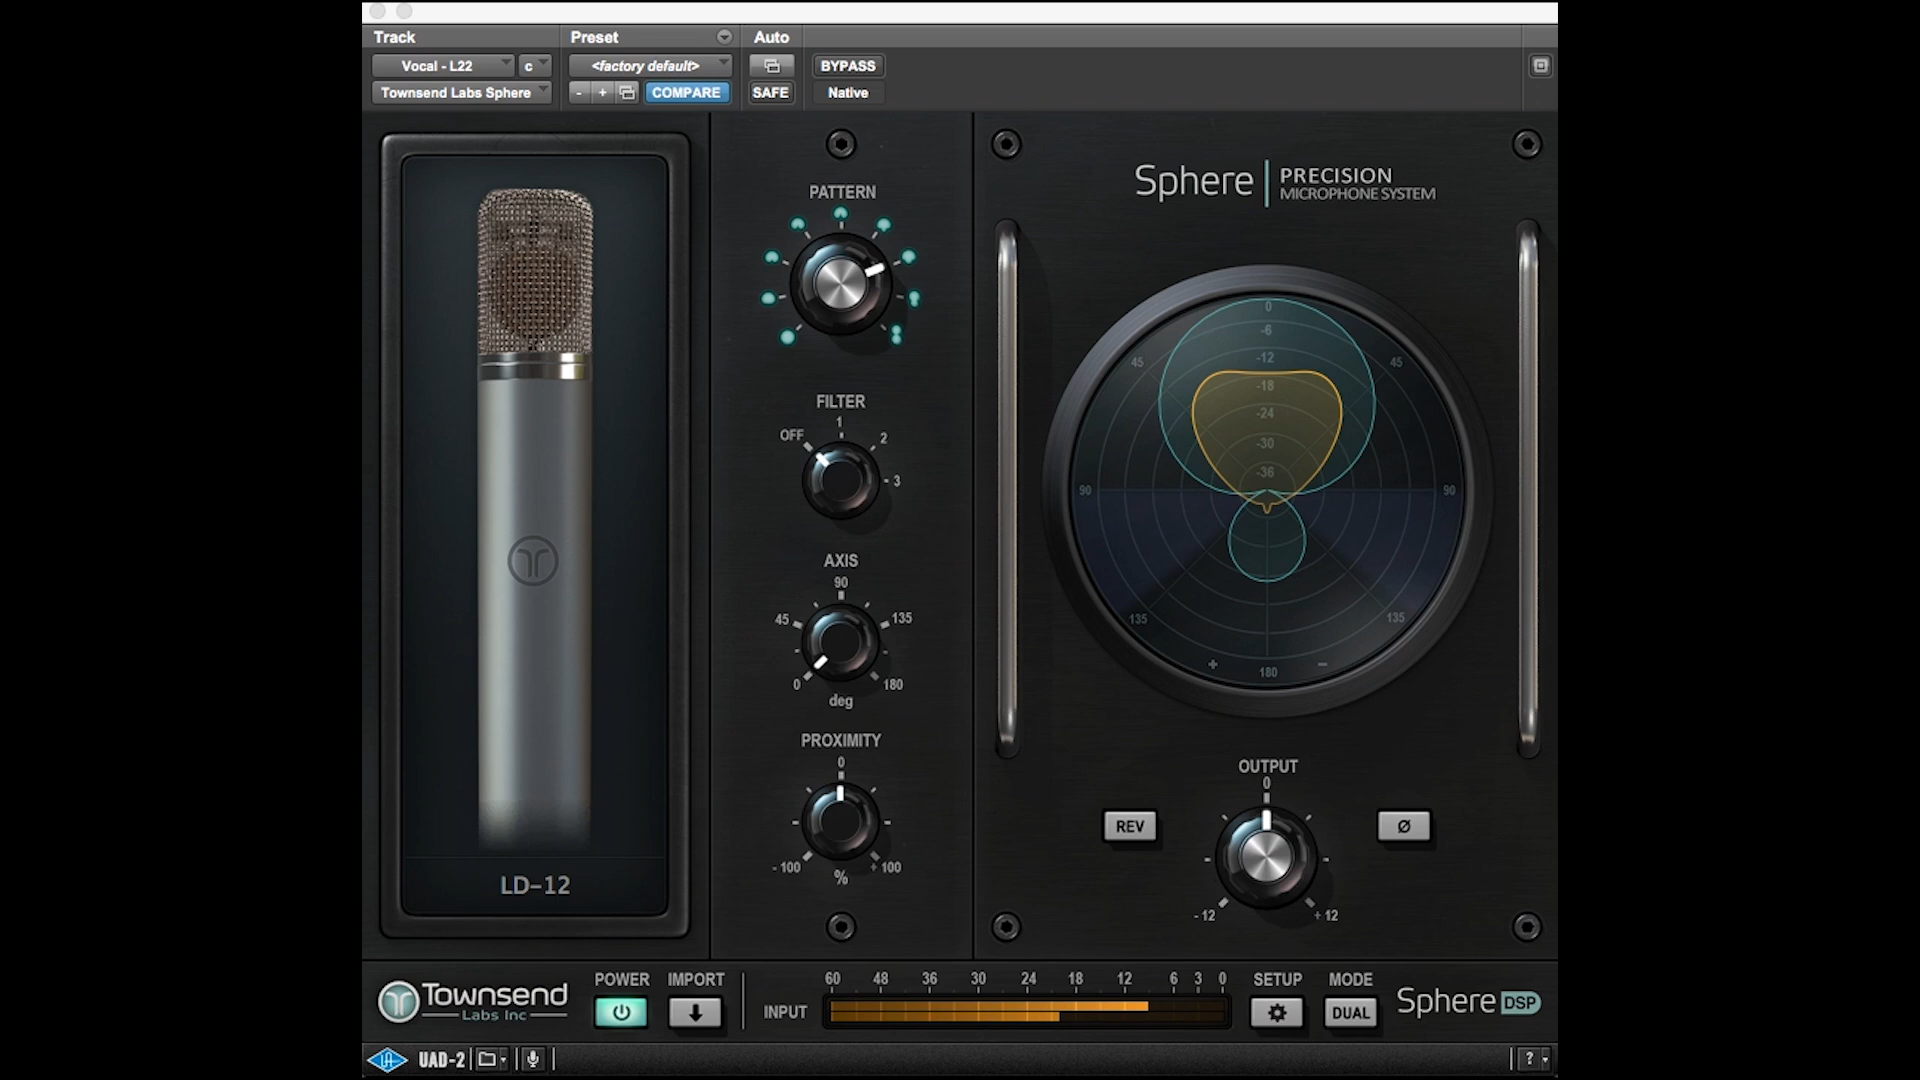 Track Preset Auto
Vocal - L22 c <factory default> BYPASS
Townsend Labs Sphere - + COMPARE SAFE Native
Sphere PRECISION
MICROPHONE SYSTEM
PATTERN
FILTER
OFF 1 2 3
AXIS
0 45 90 135 180
deg
PROXIMITY
0
- 100 % + 100
LD-12
0
-6
-12
-18
-24
-30
-36
45 45
90 90
135 135
+ -
180
OUTPUT
0
- 12 + 12
REV Ø
Townsend
Labs Inc
POWER IMPORT
60 48 36 30 24 18 12 6 3 0
INPUT
SETUP MODE
DUAL
Sphere DSP
UA UAD-2 ?